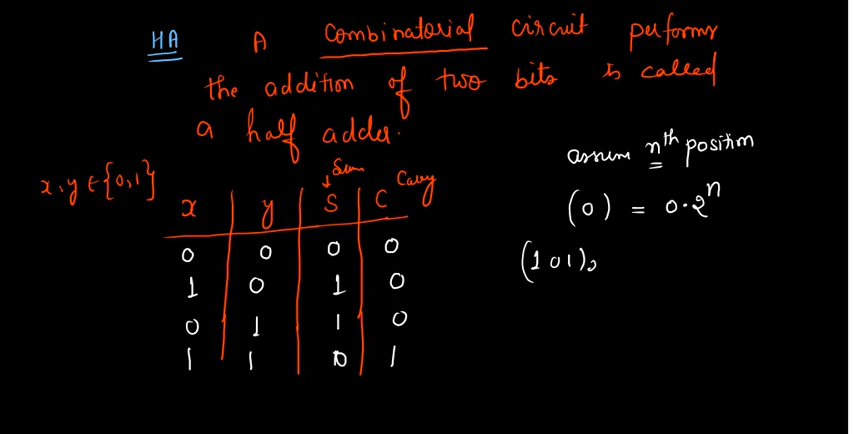 HA A Combinatorial circuit performs
the addition of two bits is called
a half adder.
assume nth position
x, y ∈ {0,1}
Sum
x y S C Carry
(0) = 0·2^n
0 0 0 0
(101)₂
1 0 1 0
0 1 1 0
1 1 0 1